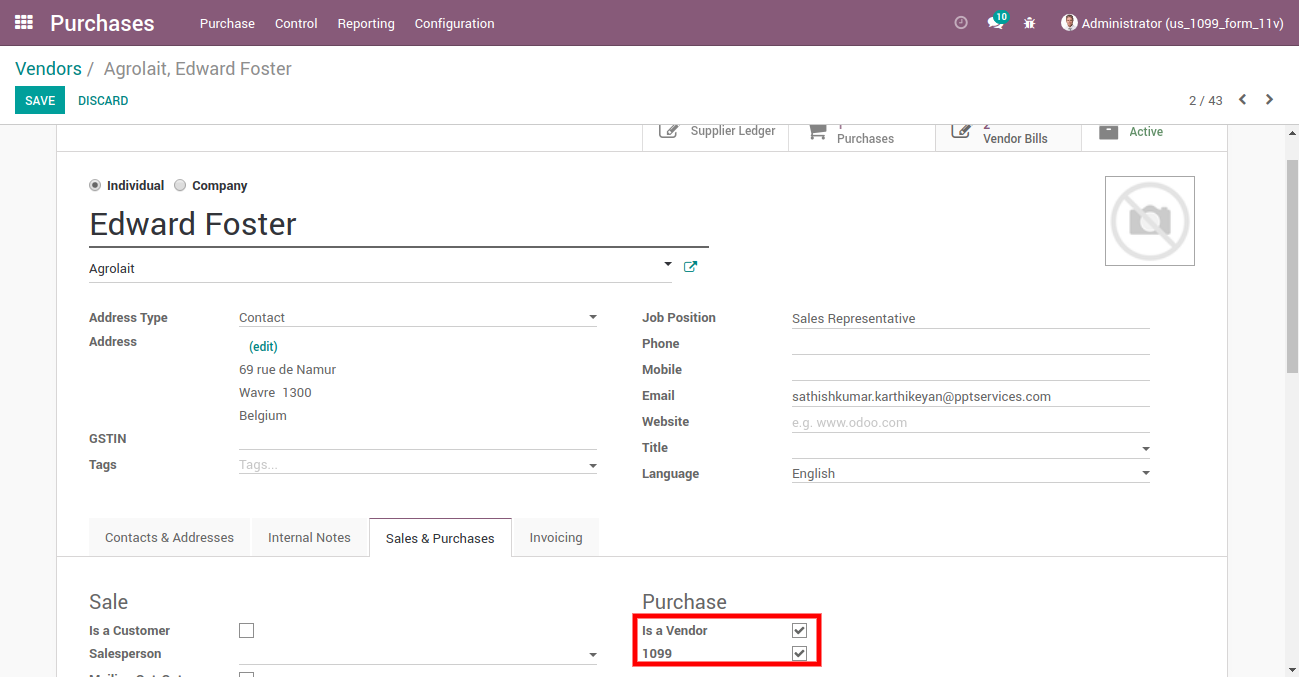 Purchases Purchase Control Reporting Configuration 10 Administrator (us_1099_form_11v)
Vendors / Agrolait, Edward Foster
SAVE DISCARD 2 / 43
Supplier Ledger Purchases Vendor Bills Active
Individual Company
Edward Foster
Agrolait
Address Type Contact
Address (edit)
69 rue de Namur
Wavre 1300
Belgium
GSTIN
Tags Tags...
Job Position Sales Representative
Phone
Mobile
Email sathishkumar.karthikeyan@pptservices.com
Website e.g. www.odoo.com
Title
Language English
Contacts & Addresses Internal Notes Sales & Purchases Invoicing
Sale
Is a Customer
Salesperson
Purchase
Is a Vendor
1099